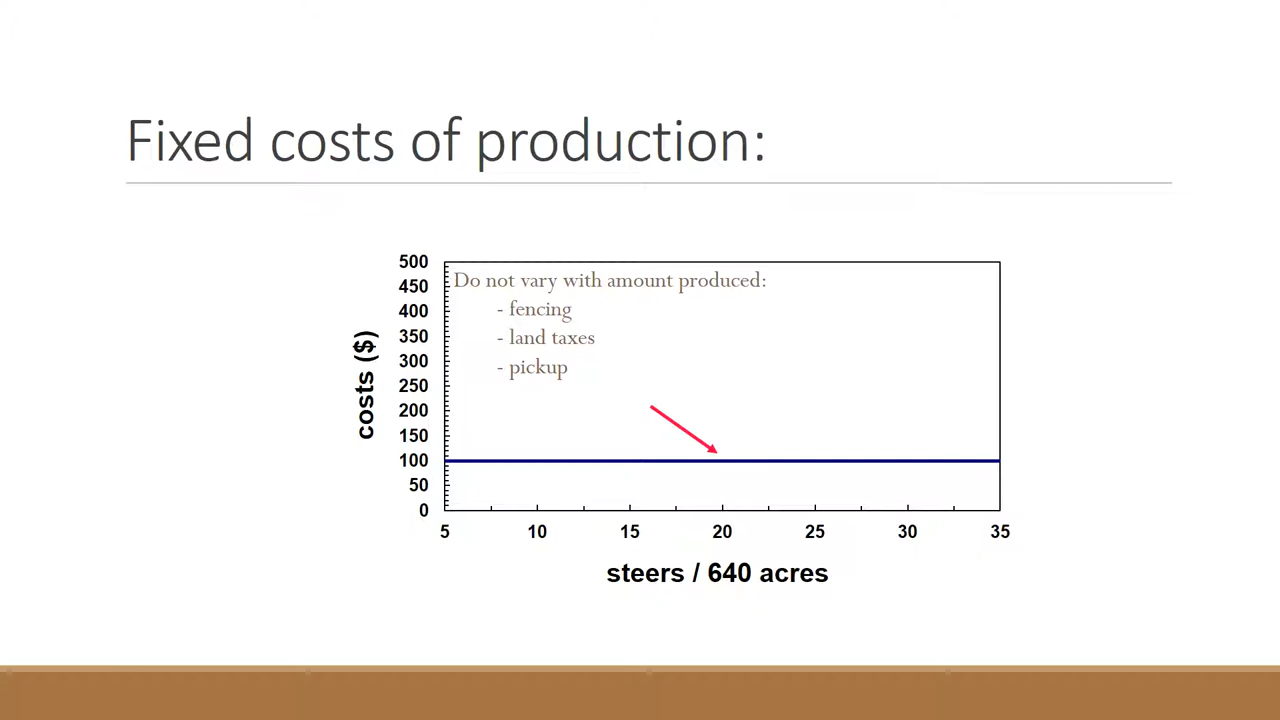 Fixed costs of production:
Do not vary with amount produced:
- fencing
- land taxes
- pickup
costs ($)
500
450
400
350
300
250
200
150
100
50
0
5 10 15 20 25 30 35
steers / 640 acres